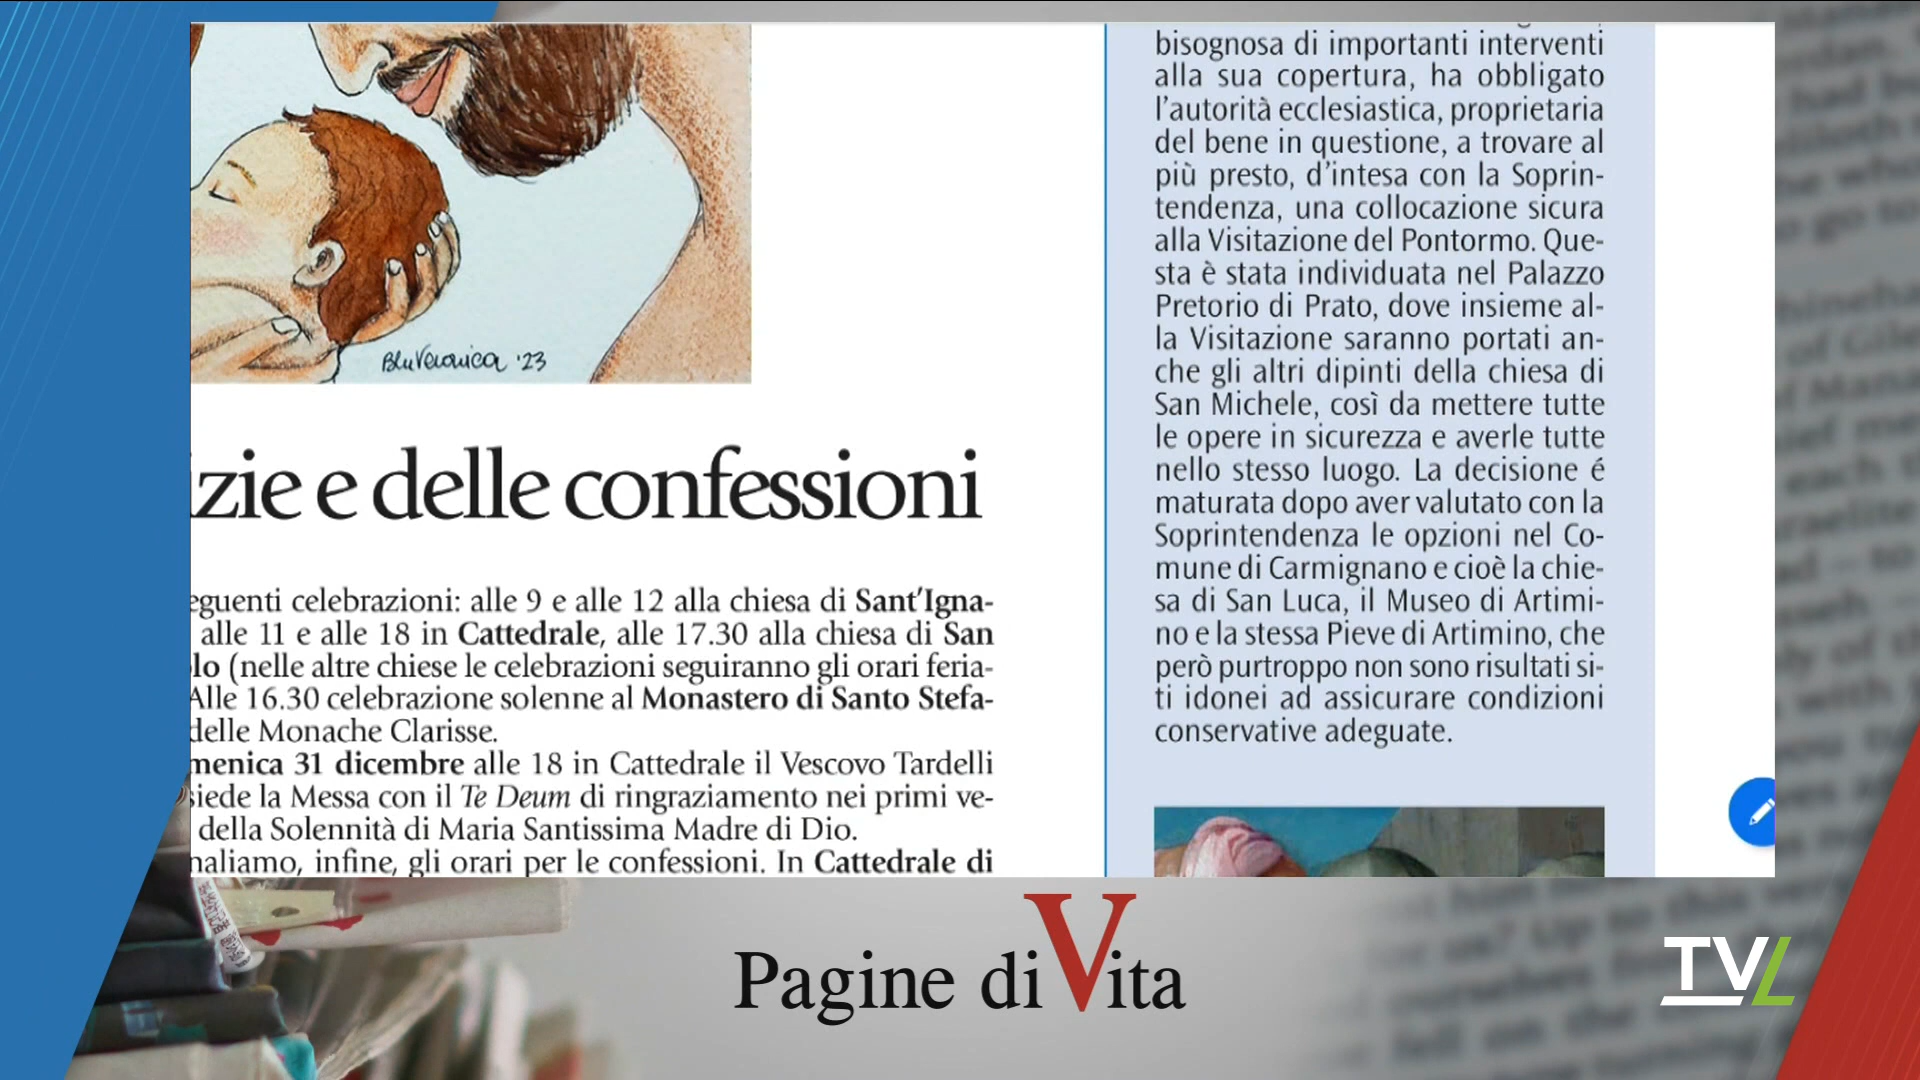 BluVeronica '23
izie e delle confessioni
eguenti celebrazioni: alle 9 e alle 12 alla chiesa di Sant'Igna-
alle 11 e alle 18 in Cattedrale, alle 17.30 alla chiesa di San
lo (nelle altre chiese le celebrazioni seguiranno gli orari feria-
Alle 16.30 celebrazione solenne al Monastero di Santo Stefa-
delle Monache Clarisse.
menica 31 dicembre alle 18 in Cattedrale il Vescovo Tardelli
siede la Messa con il Te Deum di ringraziamento nei primi ve-
della Solennità di Maria Santissima Madre di Dio.
naliamo, infine, gli orari per le confessioni. In Cattedrale di
bisognosa di importanti interventi
alla sua copertura, ha obbligato
l'autorità ecclesiastica, proprietaria
del bene in questione, a trovare al
più presto, d'intesa con la Soprin-
tendenza, una collocazione sicura
alla Visitazione del Pontormo. Que-
sta è stata individuata nel Palazzo
Pretorio di Prato, dove insieme al-
la Visitazione saranno portati an-
che gli altri dipinti della chiesa di
San Michele, così da mettere tutte
le opere in sicurezza e averle tutte
nello stesso luogo. La decisione é
maturata dopo aver valutato con la
Soprintendenza le opzioni nel Co-
mune di Carmignano e cioè la chie-
sa di San Luca, il Museo di Artimi-
no e la stessa Pieve di Artimino, che
però purtroppo non sono risultati si-
ti idonei ad assicurare condizioni
conservative adeguate.
Pagine di Vita
TVL